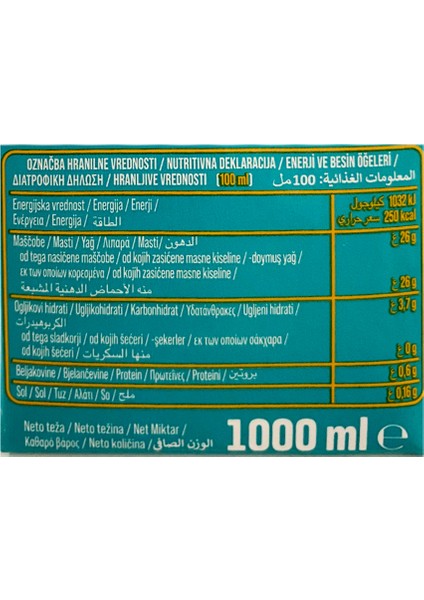 OZNAČBA HRANILNE VREDNOSTI / NUTRITIVNA DEKLARACIJA / ENERJİ VE BESİN ÖĞELERİ /
ΔΙΑΤΡΟΦΙΚΗ ΔΗΛΩΣΗ / HRANLJIVE VREDNOSTI (100 ml) المعلومات الغذائية: 100 مل
Energijska vrednost / Energija / Enerji / 1032 kJ كيلوجول
Ενέργεια / Energija / الطاقة 250 kcal سعر حراري
Maščobe / Masti / Yağ / Λιπαρά / Masti / الدهون 26 g غ
od tega nasičene maščobe / od kojih zasičene masne kiseline / -doymuş yağ /
εκ των οποίων κορεσμένα / od kojih zasičene masne kiseline /
منه الأحماض الدهنية المشبعة 26 g غ
Ogljikovi hidrati / Ugljikohidrati / Karbonhidrat / Υδατάνθρακες / Ugljeni hidrati / 3,7 g غ
الكربوهيدرات
od tega sladkorji / od kojih šećeri / -şekerler / εκ των οποίων σάκχαρα /
od kojih šećeri / منها السكريات 0 g غ
Beljakovine / Bjelančevine / Protein / Πρωτεΐνες / Proteini / بروتين 0,6 g غ
Sol / Sol / Tuz / Αλάτι / So / ملح 0,16 g غ
Neto teža / Neto težina / Net Miktar /
Καθαρό βάρος / Neto količina / الوزن الصافي
1000 ml e